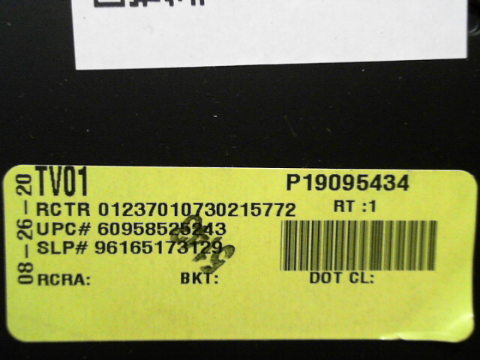 08-26-20
TV01
P19095434
RCTR 01237010730215772
RT :1
UPC# 60958525243
SLP# 96165173129
RCRA:
BKT:
DOT CL: